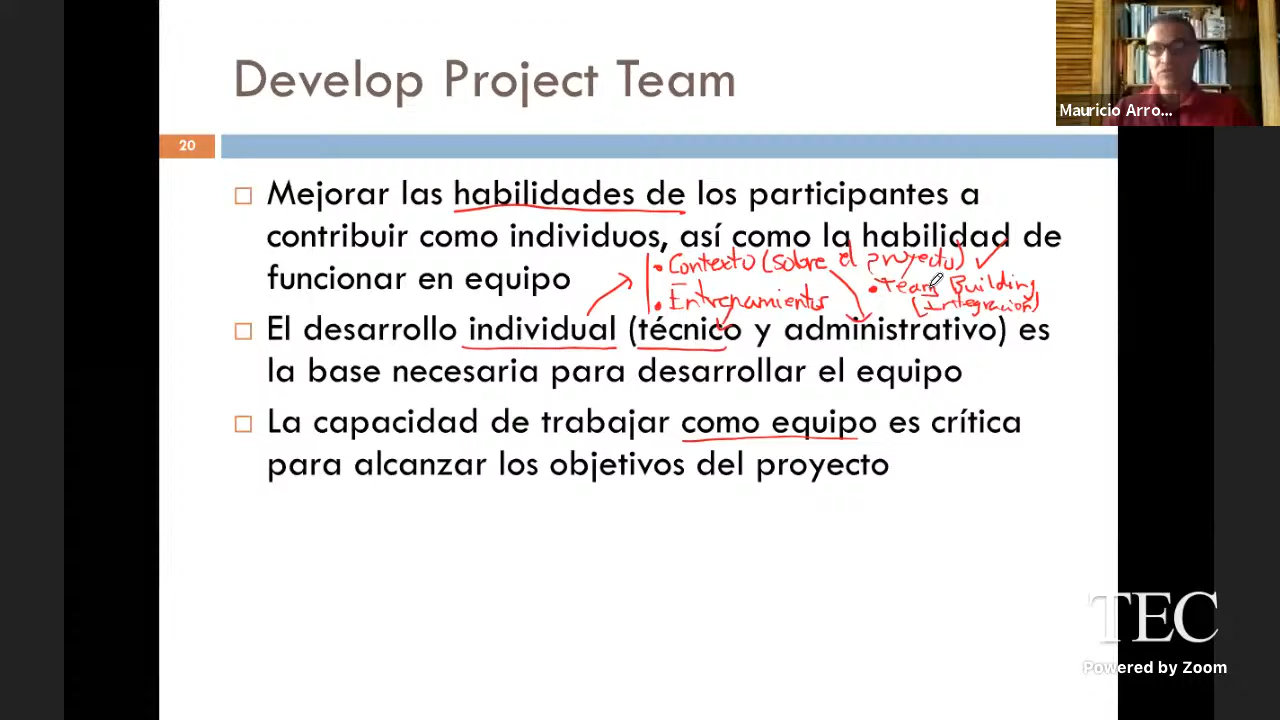 Develop Project Team
Mauricio Arro...
20
Mejorar las habilidades de los participantes a
contribuir como individuos, así como la habilidad de
funcionar en equipo
• Contexto (sobre el proyecto)
• Team Building
(Integración)
• Entrenamientos
El desarrollo individual (técnico y administrativo) es
la base necesaria para desarrollar el equipo
La capacidad de trabajar como equipo es crítica
para alcanzar los objetivos del proyecto
TEC
Powered by Zoom